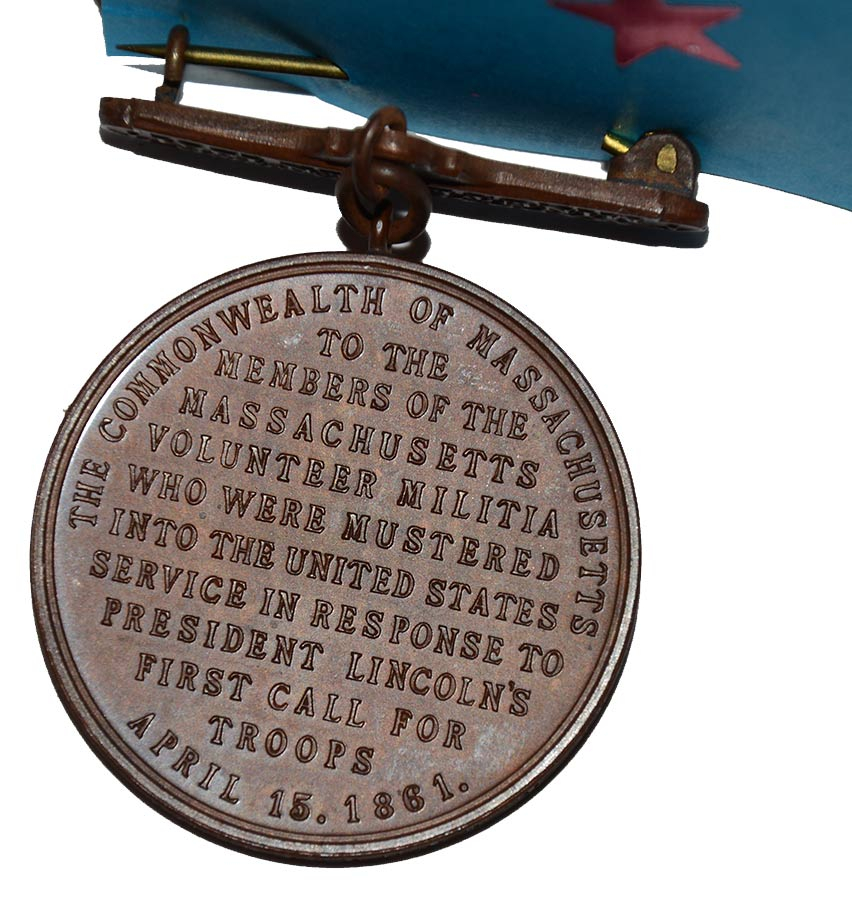 THE COMMONWEALTH OF MASSACHUSETTS
TO THE
MEMBERS OF THE
MASSACHUSETTS
VOLUNTEER MILITIA
WHO WERE MUSTERED
INTO THE UNITED STATES
SERVICE IN RESPONSE TO
PRESIDENT LINCOLN'S
FIRST CALL FOR
TROOPS
APRIL 15. 1861.